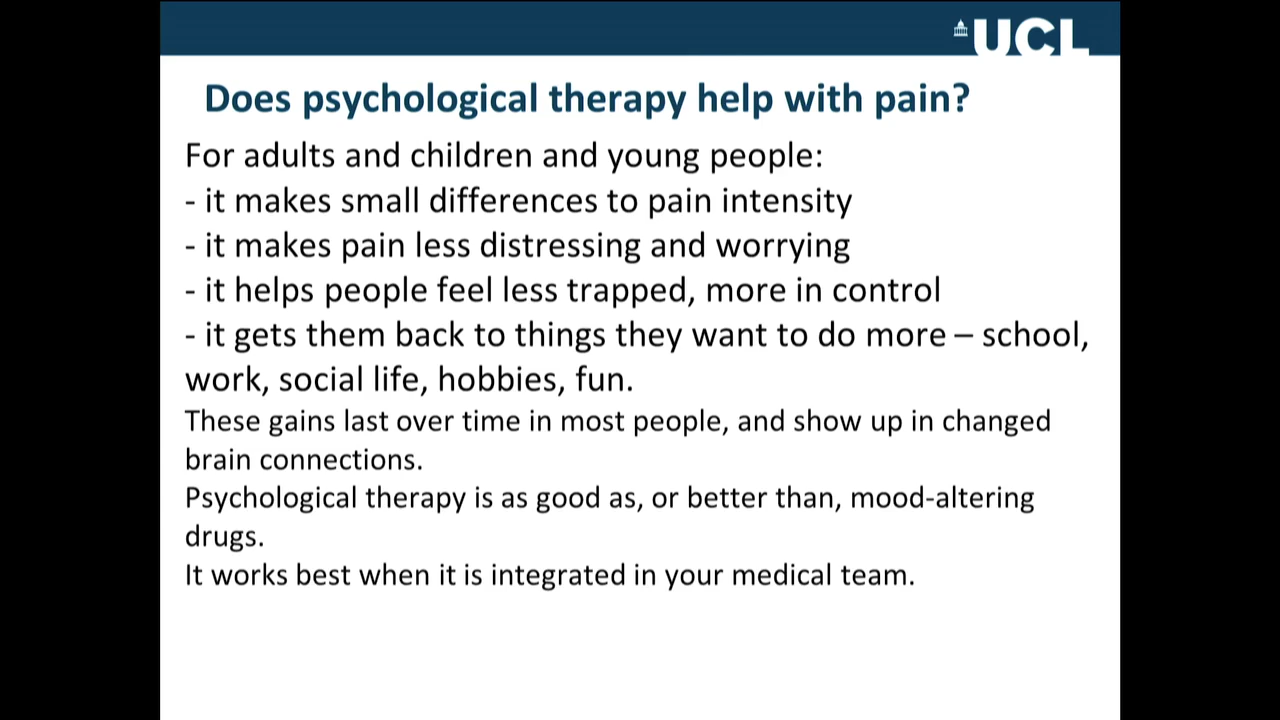 UCL
Does psychological therapy help with pain?
For adults and children and young people:
- it makes small differences to pain intensity
- it makes pain less distressing and worrying
- it helps people feel less trapped, more in control
- it gets them back to things they want to do more – school,
work, social life, hobbies, fun.
These gains last over time in most people, and show up in changed
brain connections.
Psychological therapy is as good as, or better than, mood-altering
drugs.
It works best when it is integrated in your medical team.